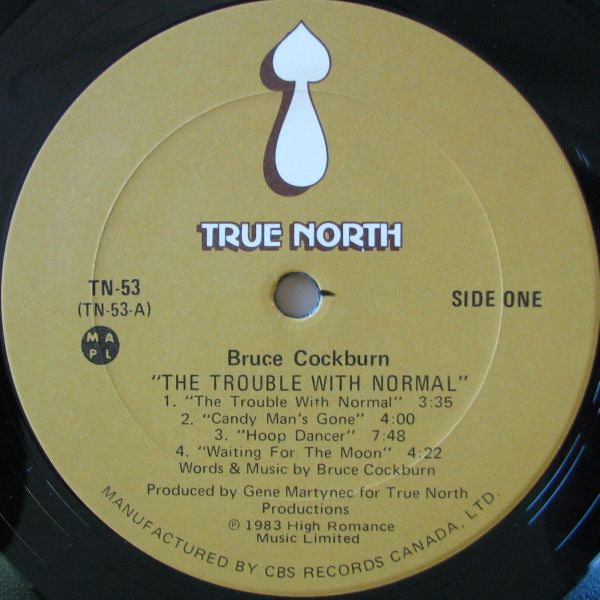 TRUE NORTH
TN-53
(TN-53-A)
SIDE ONE
M A
P L
Bruce Cockburn
"THE TROUBLE WITH NORMAL"
1. "The Trouble With Normal" 3:35
2. "Candy Man's Gone" 4:00
3. "Hoop Dancer" 7:48
4. "Waiting For The Moon" 4:22
Words & Music by Bruce Cockburn
Produced by Gene Martynec for True North
Productions
℗ 1983 High Romance
Music Limited
MANUFACTURED BY CBS RECORDS CANADA, LTD.